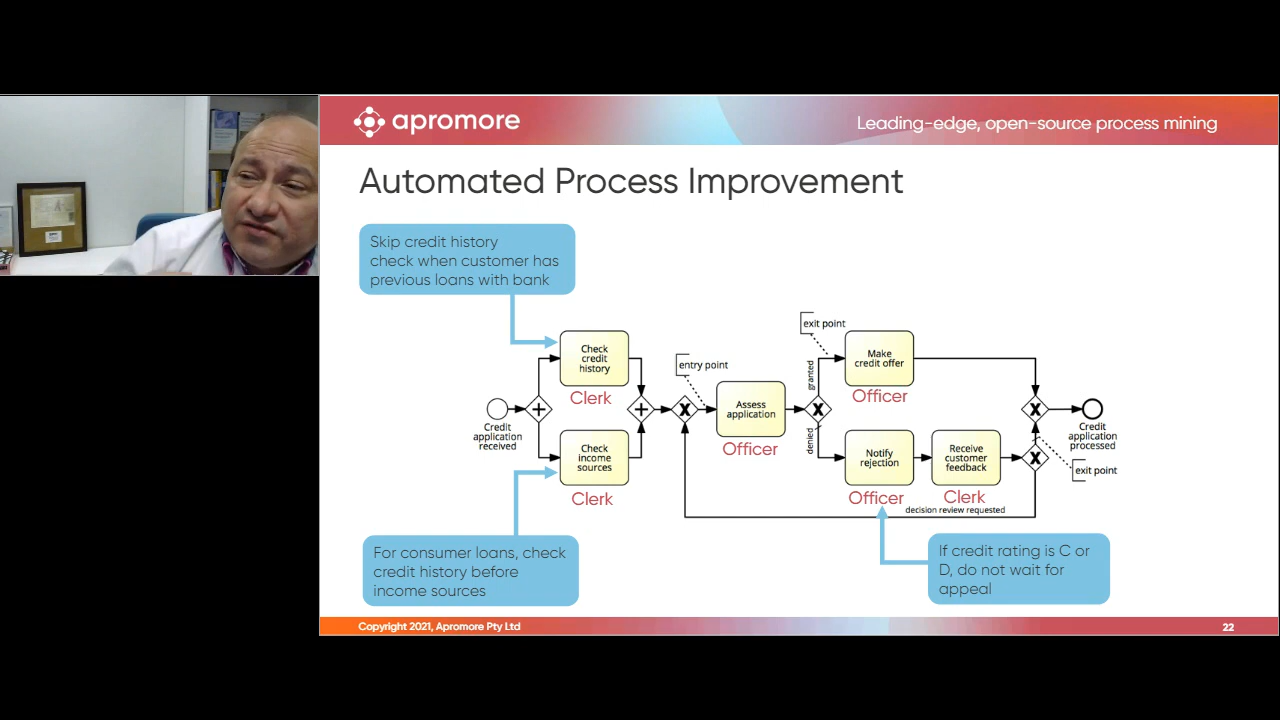 apromore
Leading-edge, open-source process mining
Automated Process Improvement
Skip credit history
check when customer has
previous loans with bank
exit point
Check
credit
history
Clerk
entry point
granted
Make
credit offer
Officer
Credit
application
received
Assess
application
Officer
denied
Credit
application
processed
Check
income
sources
Clerk
Notify
rejection
Officer
Receive
customer
feedback
Clerk
exit point
decision review requested
For consumer loans, check
credit history before
income sources
If credit rating is C or
D, do not wait for
appeal
Copyright 2021, Apromore Pty Ltd
22